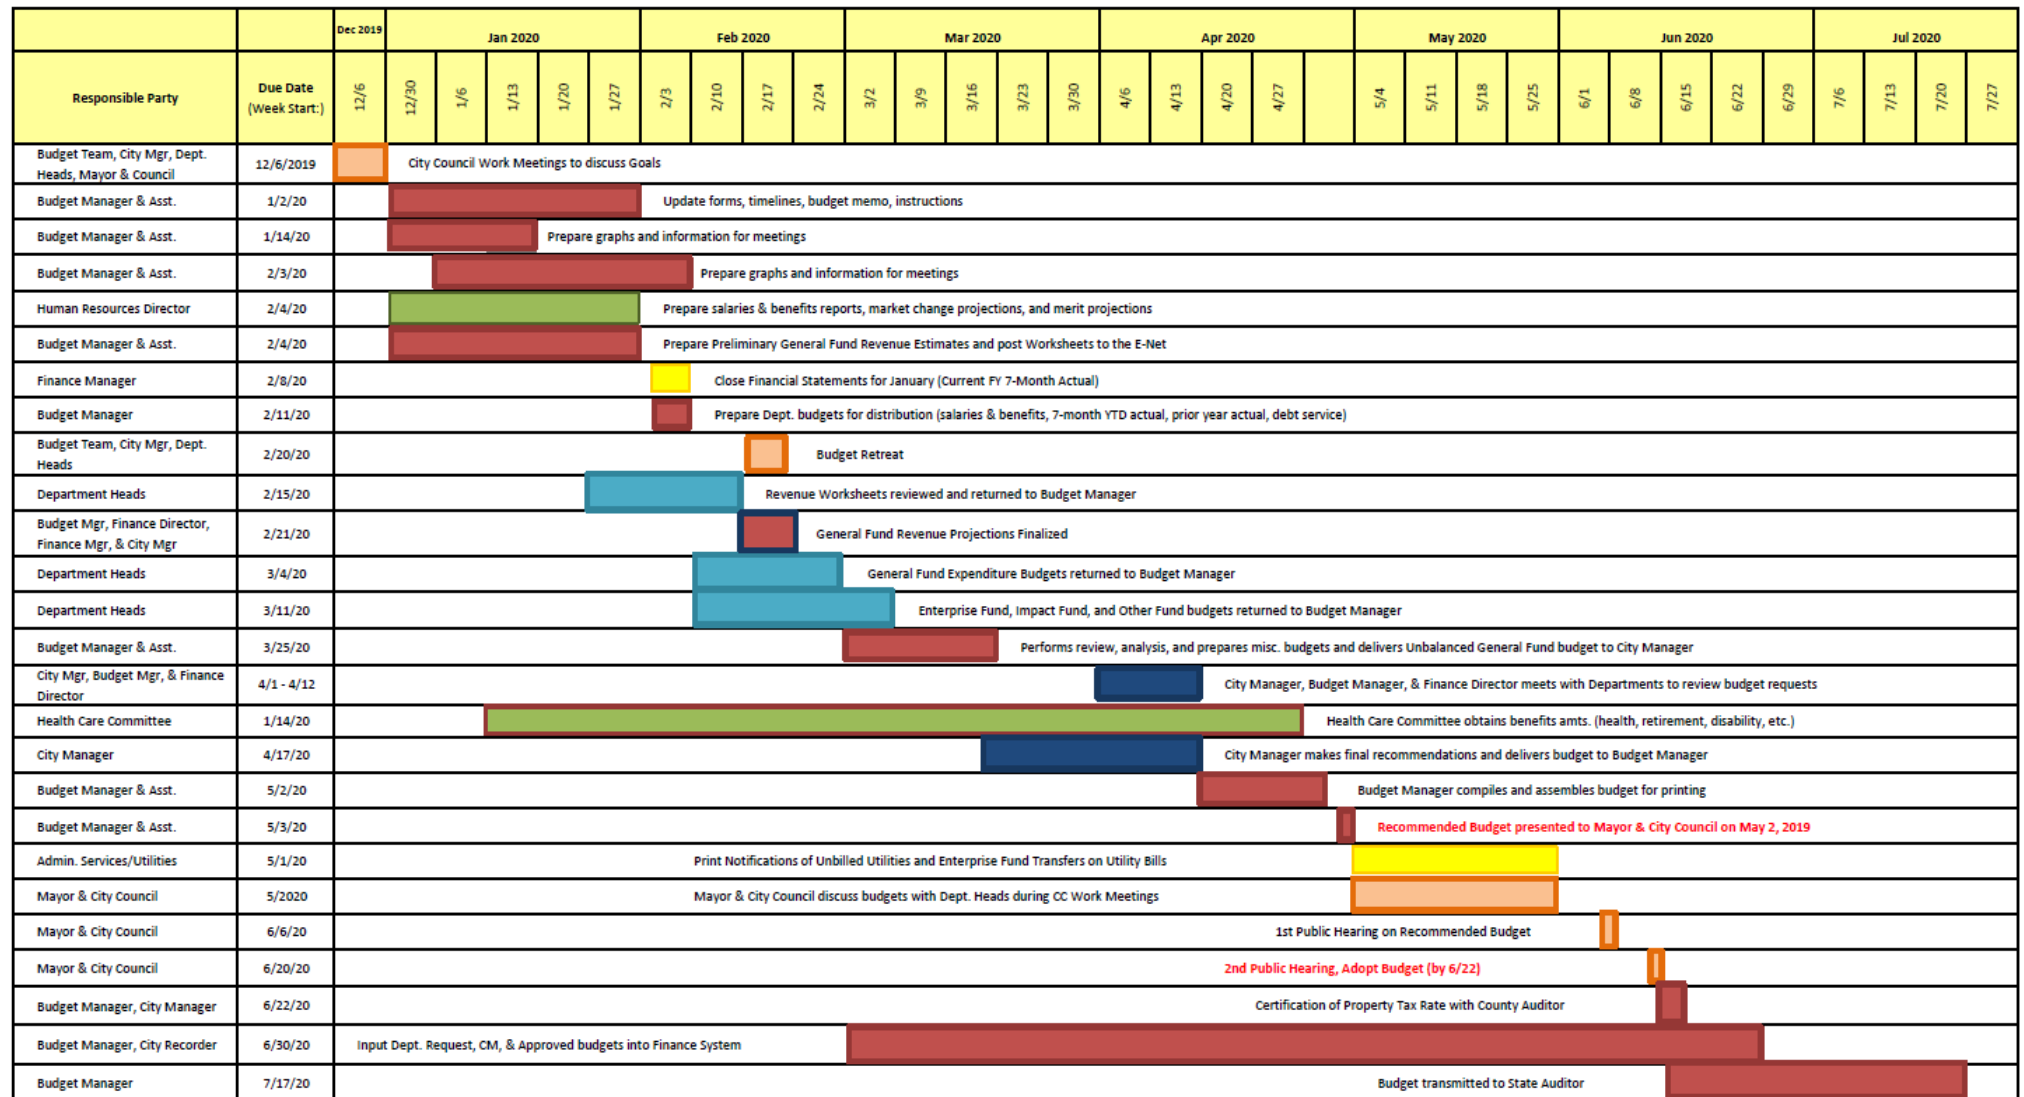 Dec 2019
Jan 2020
Feb 2020
Mar 2020
Apr 2020
May 2020
Jun 2020
Jul 2020
Responsible Party
Due Date
(Week Start:)
12/6
12/30
1/6
1/13
1/20
1/27
2/3
2/10
2/17
2/24
3/2
3/9
3/16
3/23
3/30
4/6
4/13
4/20
4/27
5/4
5/11
5/18
5/25
6/1
6/8
6/15
6/22
6/29
7/6
7/13
7/20
7/27
Budget Team, City Mgr, Dept.
Heads, Mayor & Council
12/6/2019
City Council Work Meetings to discuss Goals
Budget Manager & Asst.
1/2/20
Update forms, timelines, budget memo, instructions
Budget Manager & Asst.
1/14/20
Prepare graphs and information for meetings
Budget Manager & Asst.
2/3/20
Prepare graphs and information for meetings
Human Resources Director
2/4/20
Prepare salaries & benefits reports, market change projections, and merit projections
Budget Manager & Asst.
2/4/20
Prepare Preliminary General Fund Revenue Estimates and post Worksheets to the E-Net
Finance Manager
2/8/20
Close Financial Statements for January (Current FY 7-Month Actual)
Budget Manager
2/11/20
Prepare Dept. budgets for distribution (salaries & benefits, 7-month YTD actual, prior year actual, debt service)
Budget Team, City Mgr, Dept.
Heads
2/20/20
Budget Retreat
Department Heads
2/15/20
Revenue Worksheets reviewed and returned to Budget Manager
Budget Mgr, Finance Director,
Finance Mgr, & City Mgr
2/21/20
General Fund Revenue Projections Finalized
Department Heads
3/4/20
General Fund Expenditure Budgets returned to Budget Manager
Department Heads
3/11/20
Enterprise Fund, Impact Fund, and Other Fund budgets returned to Budget Manager
Budget Manager & Asst.
3/25/20
Performs review, analysis, and prepares misc. budgets and delivers Unbalanced General Fund budget to City Manager
City Mgr, Budget Mgr, & Finance
Director
4/1 - 4/12
City Manager, Budget Manager, & Finance Director meets with Departments to review budget requests
Health Care Committee
1/14/20
Health Care Committee obtains benefits amts. (health, retirement, disability, etc.)
City Manager
4/17/20
City Manager makes final recommendations and delivers budget to Budget Manager
Budget Manager & Asst.
5/2/20
Budget Manager compiles and assembles budget for printing
Budget Manager & Asst.
5/3/20
Recommended Budget presented to Mayor & City Council on May 2, 2019
Admin. Services/Utilities
5/1/20
Print Notifications of Unbilled Utilities and Enterprise Fund Transfers on Utility Bills
Mayor & City Council
5/2020
Mayor & City Council discuss budgets with Dept. Heads during CC Work Meetings
Mayor & City Council
6/6/20
1st Public Hearing on Recommended Budget
Mayor & City Council
6/20/20
2nd Public Hearing, Adopt Budget (by 6/22)
Budget Manager, City Manager
6/22/20
Certification of Property Tax Rate with County Auditor
Budget Manager, City Recorder
6/30/20
Input Dept. Request, CM, & Approved budgets into Finance System
Budget Manager
7/17/20
Budget transmitted to State Auditor